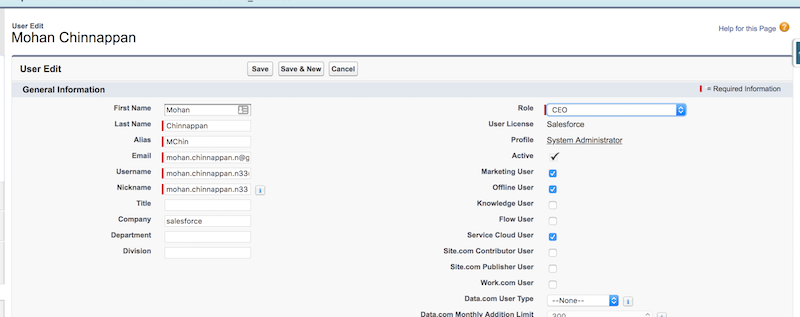 User Edit
Mohan Chinnappan
Help for this Page
User Edit
Save
Save & New
Cancel
General Information
= Required Information
First Name
Mohan
Last Name
Chinnappan
Alias
MChin
Email
mohan.chinnappan.n@g
Username
mohan.chinnappan.n33
Nickname
mohan.chinnappan.n33
Title
Company
salesforce
Department
Division
Role
CEO
User License
Salesforce
Profile
System Administrator
Active
Marketing User
Offline User
Knowledge User
Flow User
Service Cloud User
Site.com Contributor User
Site.com Publisher User
Work.com User
Data.com User Type
--None--
Data.com Monthly Addition Limit
300